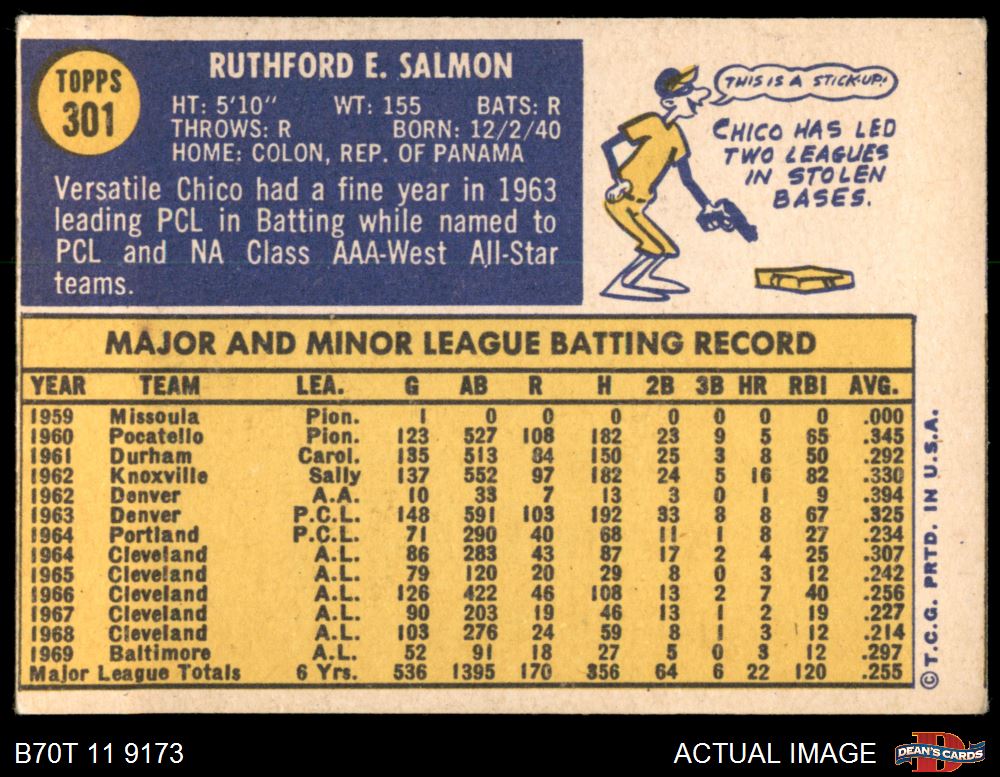 TOPPS
301
RUTHFORD E. SALMON
HT: 5'10" WT: 155 BATS: R
THROWS: R BORN: 12/2/40
HOME: COLON, REP. OF PANAMA
Versatile Chico had a fine year in 1963
leading PCL in Batting while named to
PCL and NA Class AAA-West All-Star
teams.
THIS IS A STICK-UP!
CHICO HAS LED
TWO LEAGUES
IN STOLEN
BASES.
MAJOR AND MINOR LEAGUE BATTING RECORD
YEAR TEAM LEA. G AB R H 2B 3B HR RBI AVG.
1959 Missoula Pion. 1 0 0 0 0 0 0 0 .000
1960 Pocatello Pion. 123 527 108 182 23 9 5 65 .345
1961 Durham Carol. 135 513 84 150 25 3 8 50 .292
1962 Knoxville Sally 137 552 97 182 24 5 16 82 .330
1962 Denver A.A. 10 33 7 13 3 0 1 9 .394
1963 Denver P.C.L. 148 591 103 192 33 8 8 67 .325
1964 Portland P.C.L. 71 290 40 68 11 1 8 27 .234
1964 Cleveland A.L. 86 283 43 87 17 2 4 25 .307
1965 Cleveland A.L. 79 120 20 29 8 0 3 12 .242
1966 Cleveland A.L. 126 422 46 108 13 2 7 40 .256
1967 Cleveland A.L. 90 203 19 46 13 1 2 19 .227
1968 Cleveland A.L. 103 276 24 59 8 1 3 12 .214
1969 Baltimore A.L. 52 91 18 27 5 0 3 12 .297
Major League Totals 6 Yrs. 536 1395 170 356 64 6 22 120 .255
© T.C.G. PRTD. IN U.S.A.
B70T 11 9173
ACTUAL IMAGE
DEAN'S CARDS